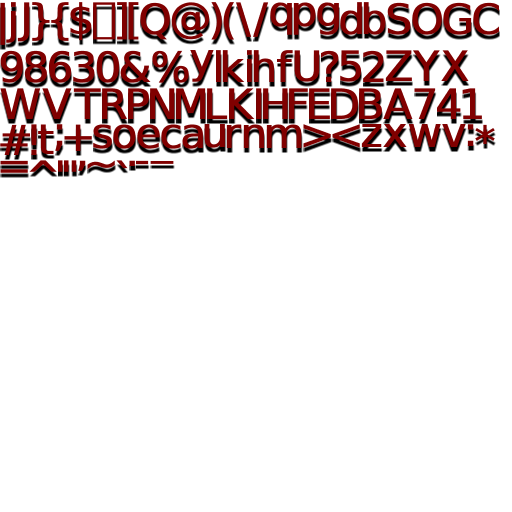 |jJ}{$▯][Q@)(\/qpgdbSOGC
98630&%ylkihfU?52ZYX
WVTRPNMLKIHFEDBA741
#!t;+soecaurnm><zxwv:*
=^"',~`.-_